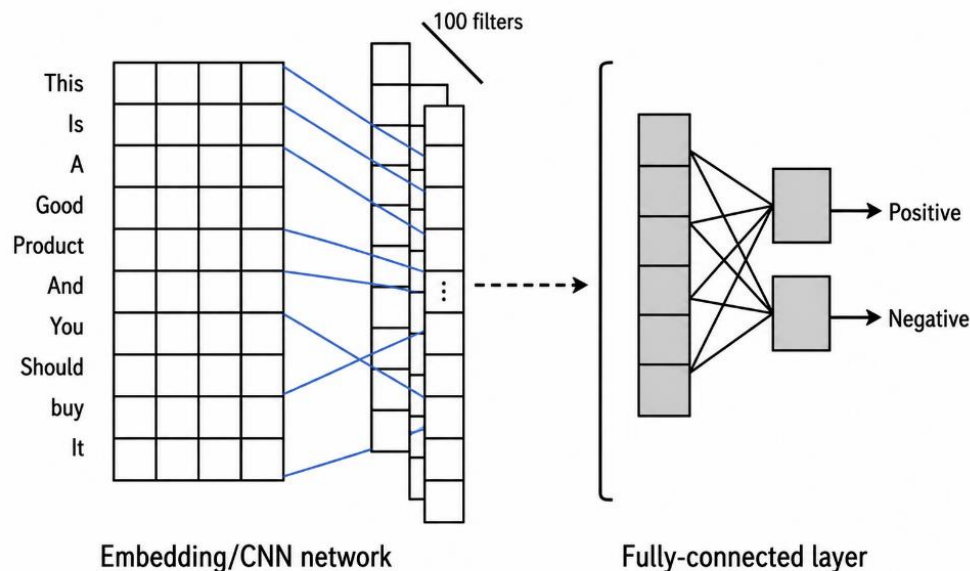 100 filters
This
Is
A
Good
Product
And
You
Should
buy
It
...
Positive
Negative
Embedding/CNN network
Fully-connected layer